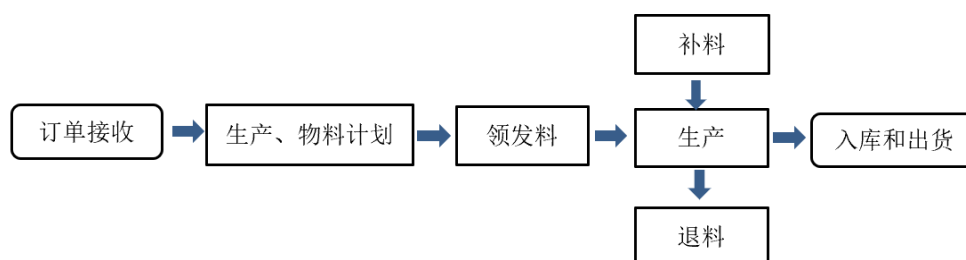 补料
订单接收
生产、物料计划
领发料
生产
入库和出货
退料